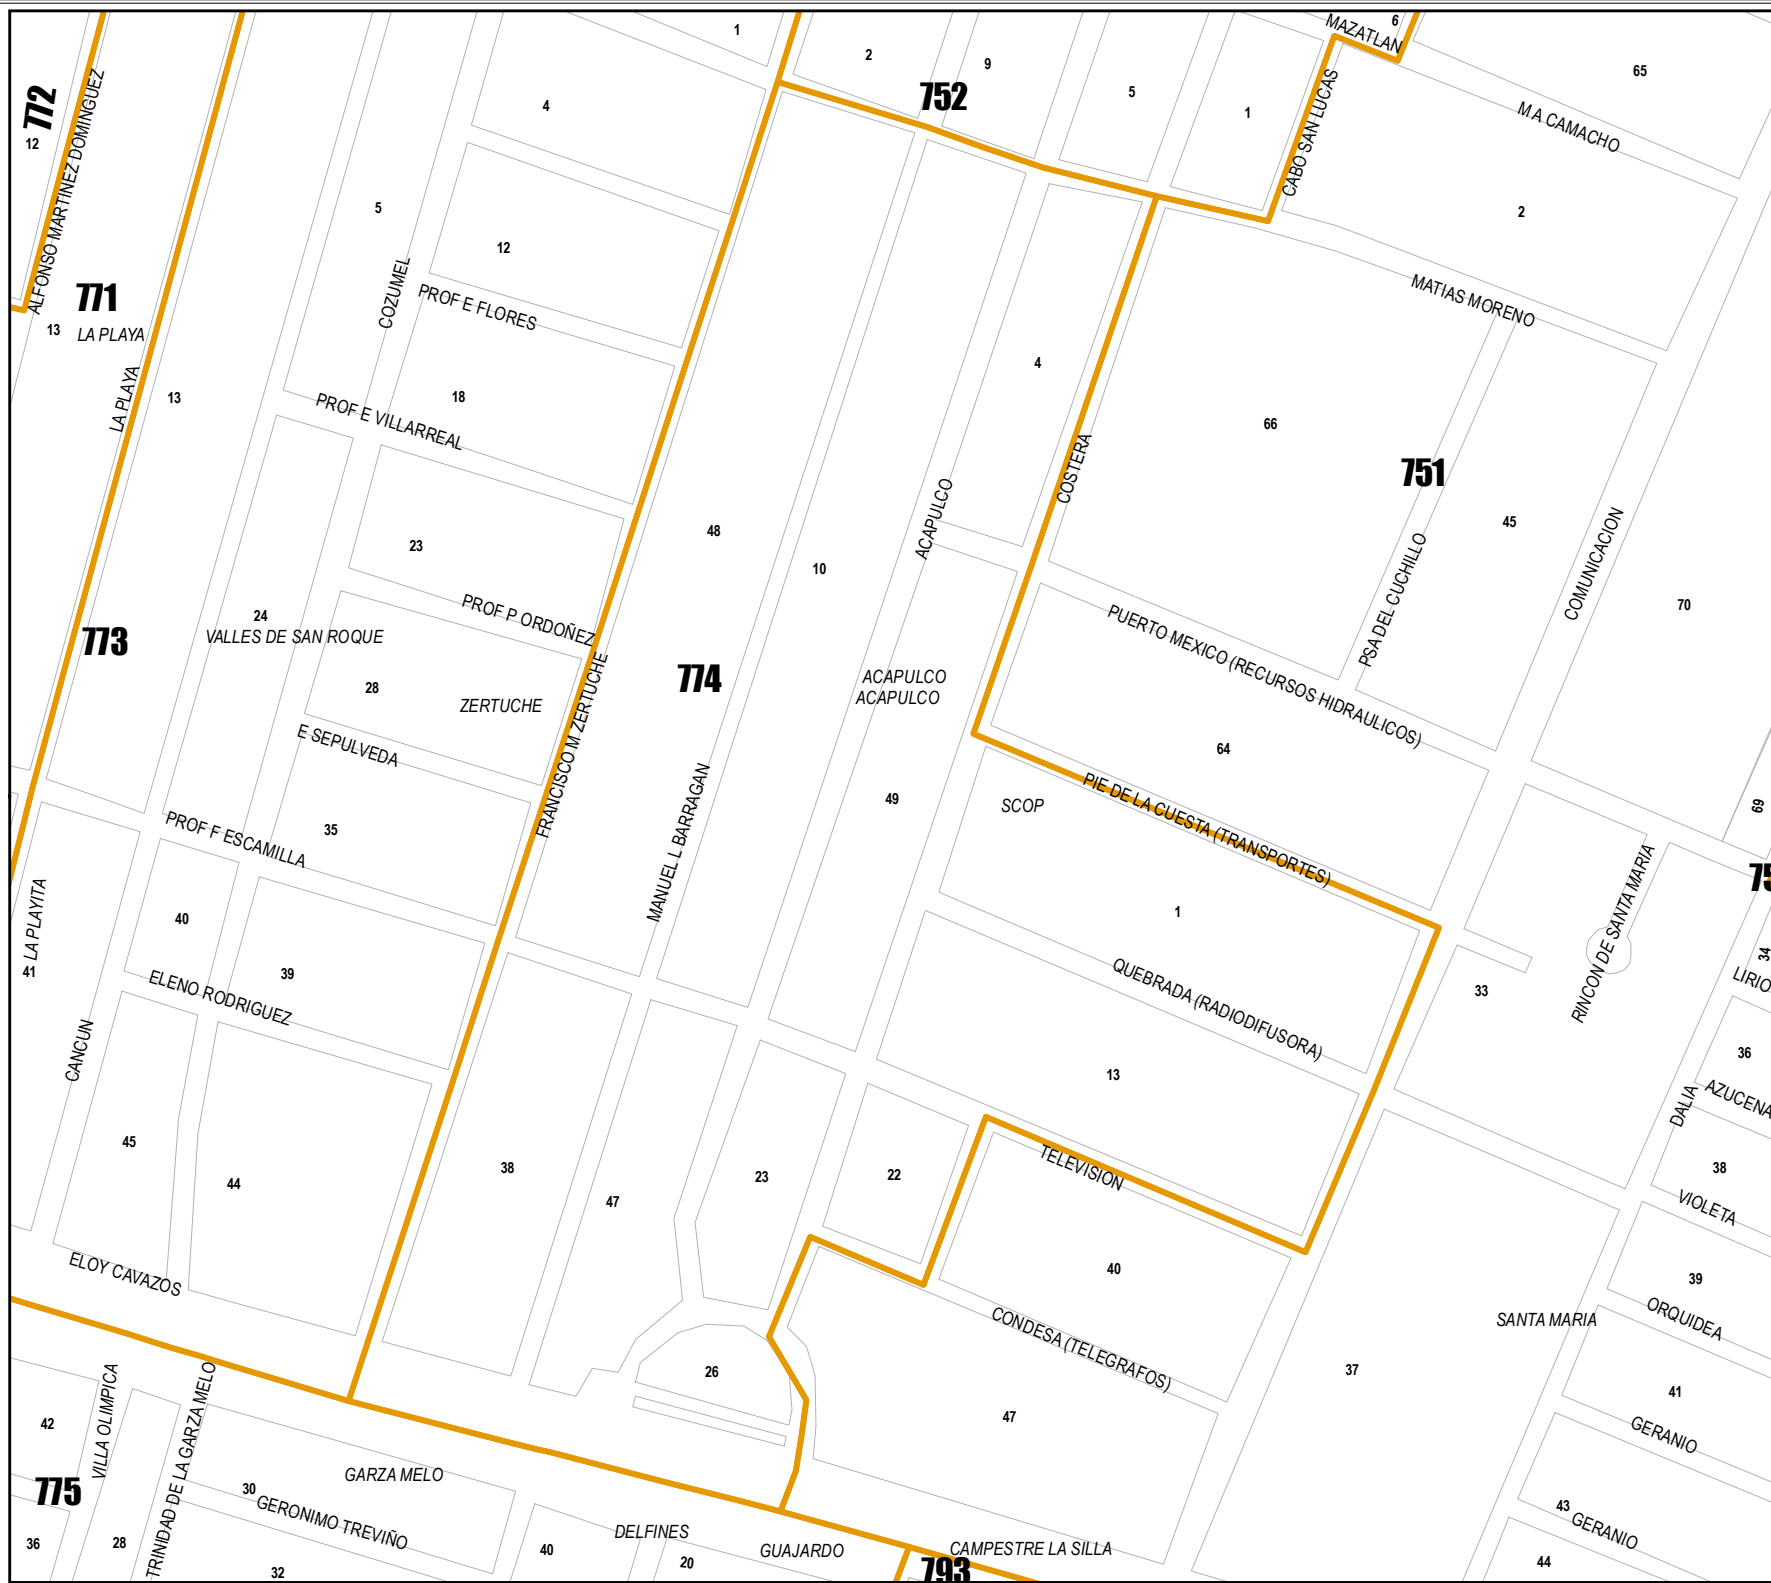 1
2
9
752
5
1
MAZATLAN
6
65
772
12
ALFONSO MARTINEZ DOMINGUEZ
4
CABO SAN LUCAS
M A CAMACHO
5
12
2
771
13
LA PLAYA
COZUMEL
PROF E FLORES
MATIAS MORENO
LA PLAYA
13
18
PROF E VILLARREAL
4
66
751
COSTERA
45
48
ACAPULCO
23
10
PSA DEL CUCHILLO
COMUNICACION
70
24
VALLES DE SAN ROQUE
PROF P ORDOÑEZ
PUERTO MEXICO (RECURSOS HIDRAULICOS)
773
28
ZERTUCHE
FRANCISCO M ZERTUCHE
774
ACAPULCO
ACAPULCO
E SEPULVEDA
64
PROF F ESCAMILLA
35
MANUEL L BARRAGAN
49
SCOP
PIE DE LA CUESTA (TRANSPORTES)
69
75
LA PLAYITA
41
40
39
1
RINCON DE SANTA MARIA
34
LIRIO
ELENO RODRIGUEZ
QUEBRADA (RADIODIFUSORA)
33
CANCUN
13
36
AZUCENA
DALIA
45
44
38
47
23
22
TELEVISION
38
VIOLETA
ELOY CAVAZOS
40
39
ORQUIDEA
CONDESA (TELEGRAFOS)
SANTA MARIA
26
37
41
42
VILLA OLIMPICA
TRINIDAD DE LA GARZA MELO
47
GERANIO
775
GARZA MELO
30
GERONIMO TREVIÑO
43
GERANIO
36
28
32
40
DELFINES
20
GUAJARDO
CAMPESTRE LA SILLA
793
44